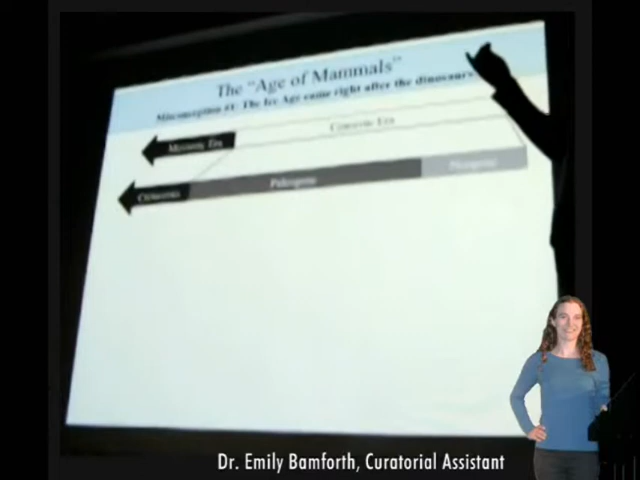 The "Age of Mammals"
Misconception #1: The Ice Age came right after the dinosaurs
Mesozoic Era
Cenozoic Era
Cretaceous
Paleogene
Neogene
Dr. Emily Bamforth, Curatorial Assistant